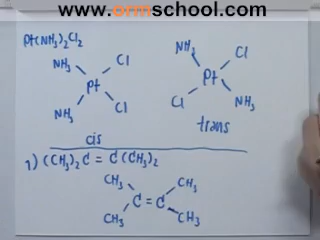 www.ormschool.com
Pt(NH₃)₂Cl₂
NH₃ Cl
Pt
NH₃ Cl
cis
NH₃ Cl
Pt
Cl NH₃
trans
1) (CH₃)₂C = C(CH₃)₂
CH₃ CH₃
C = C
CH₃ CH₃